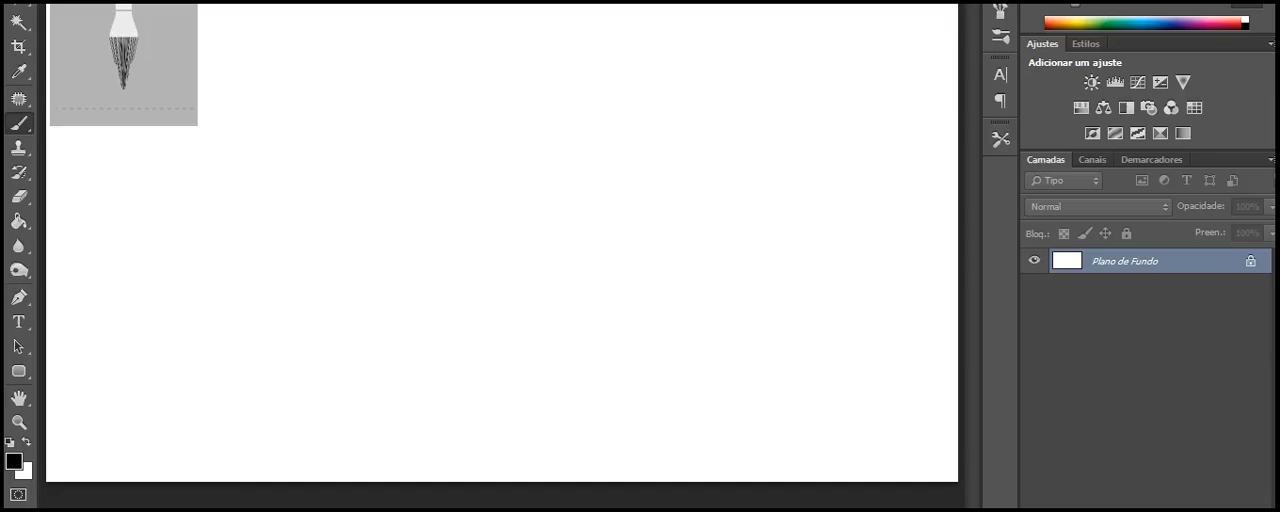 Ajustes Estilos
Adicionar um ajuste
Camadas Canais Demarcadores
Tipo
Normal Opacidade: 100%
Bloq.: Preen.: 100%
Plano de Fundo